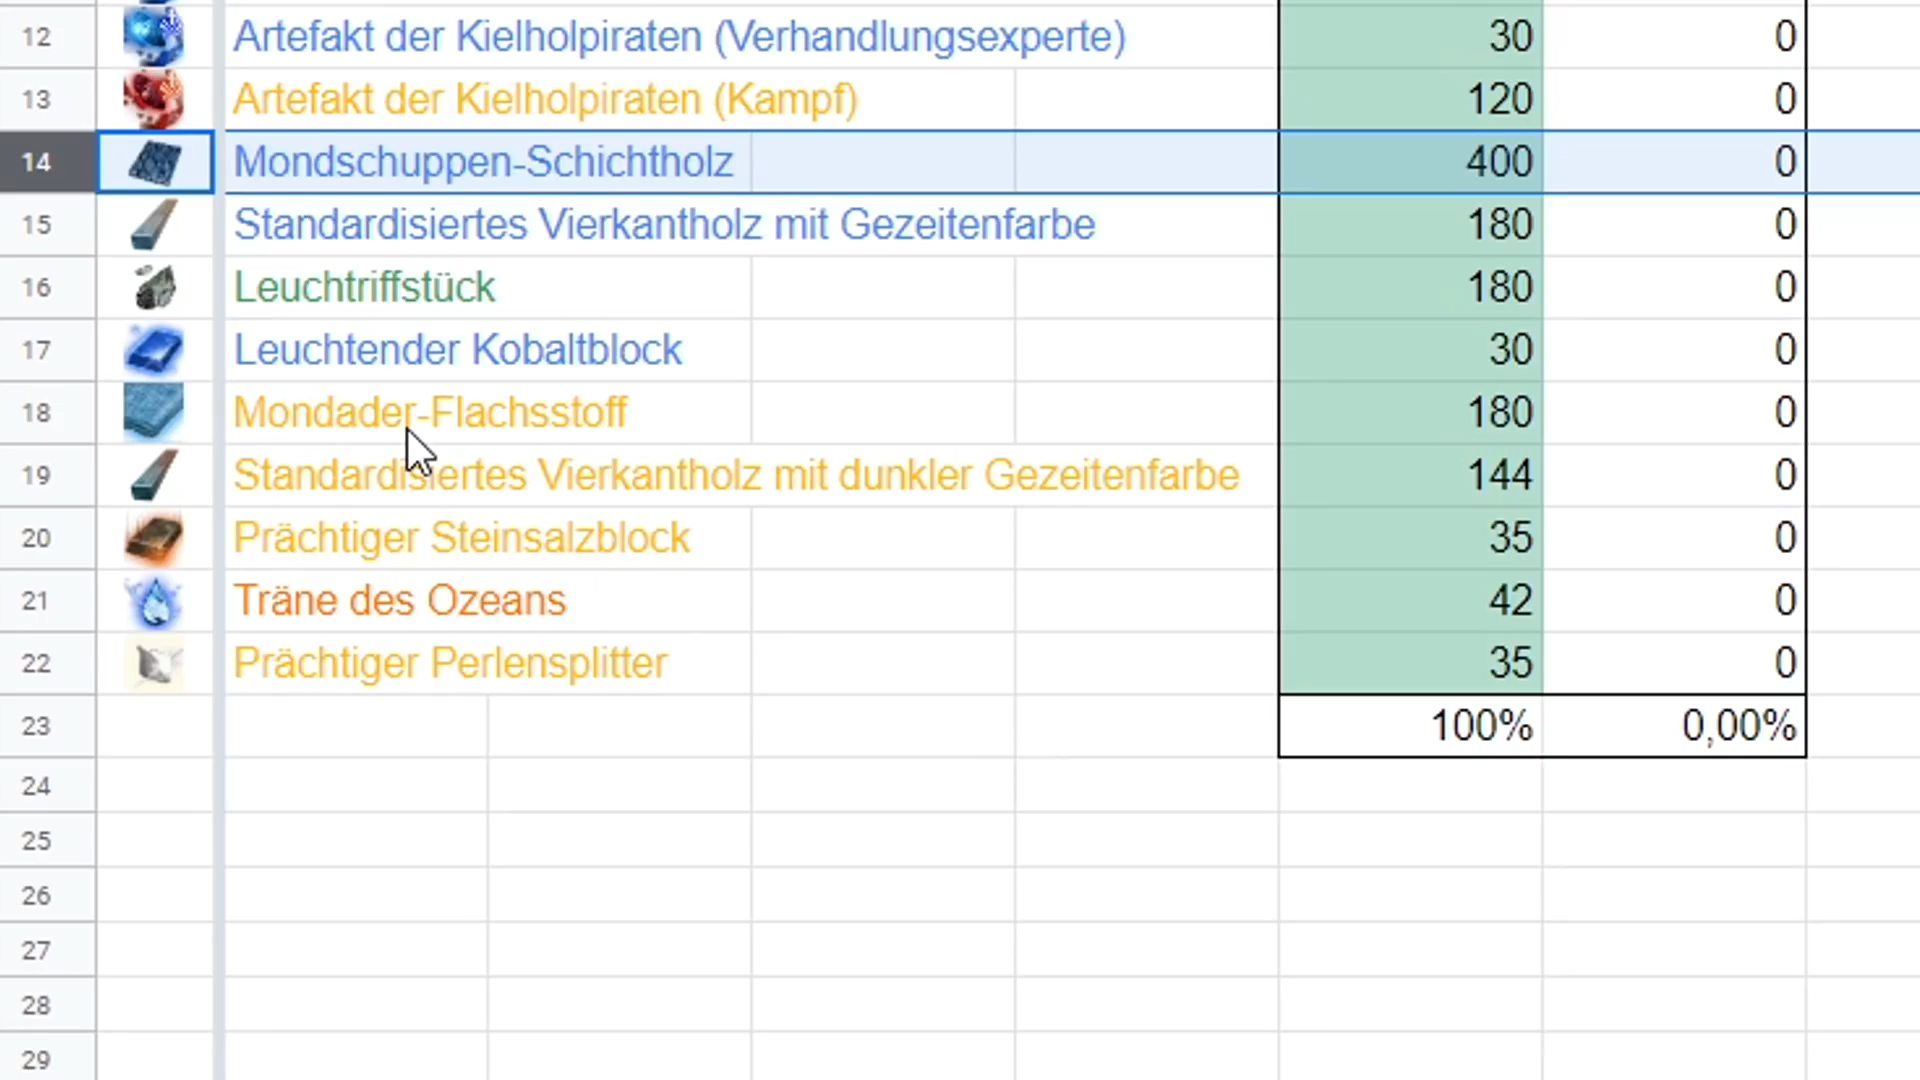 12 Artefakt der Kielholpiraten (Verhandlungsexperte) 30 0
13 Artefakt der Kielholpiraten (Kampf) 120 0
14 Mondschuppen-Schichtholz 400 0
15 Standardisiertes Vierkantholz mit Gezeitenfarbe 180 0
16 Leuchtriffstück 180 0
17 Leuchtender Kobaltblock 30 0
18 Mondader-Flachsstoff 180 0
19 Standardisiertes Vierkantholz mit dunkler Gezeitenfarbe 144 0
20 Prächtiger Steinsalzblock 35 0
21 Träne des Ozeans 42 0
22 Prächtiger Perlensplitter 35 0
23 100% 0,00%
24
25
26
27
28
29